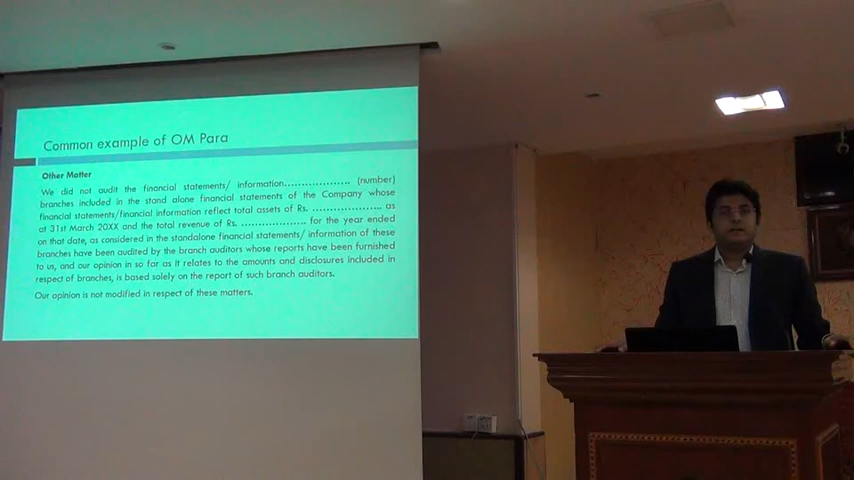 Common example of OM Para
Other Matter
We did not audit the financial statements/ information.................. (number)
branches included in the stand alone financial statements of the Company whose
financial statements/financial information reflect total assets of Rs. ................... as
at 31st March 20XX and the total revenue of Rs. .................. for the year ended
on that date, as considered in the standalone financial statements/ information of these
branches have been audited by the branch auditors whose reports have been furnished
to us, and our opinion in so far as it relates to the amounts and disclosures included in
respect of branches, is based solely on the report of such branch auditors.
Our opinion is not modified in respect of these matters.